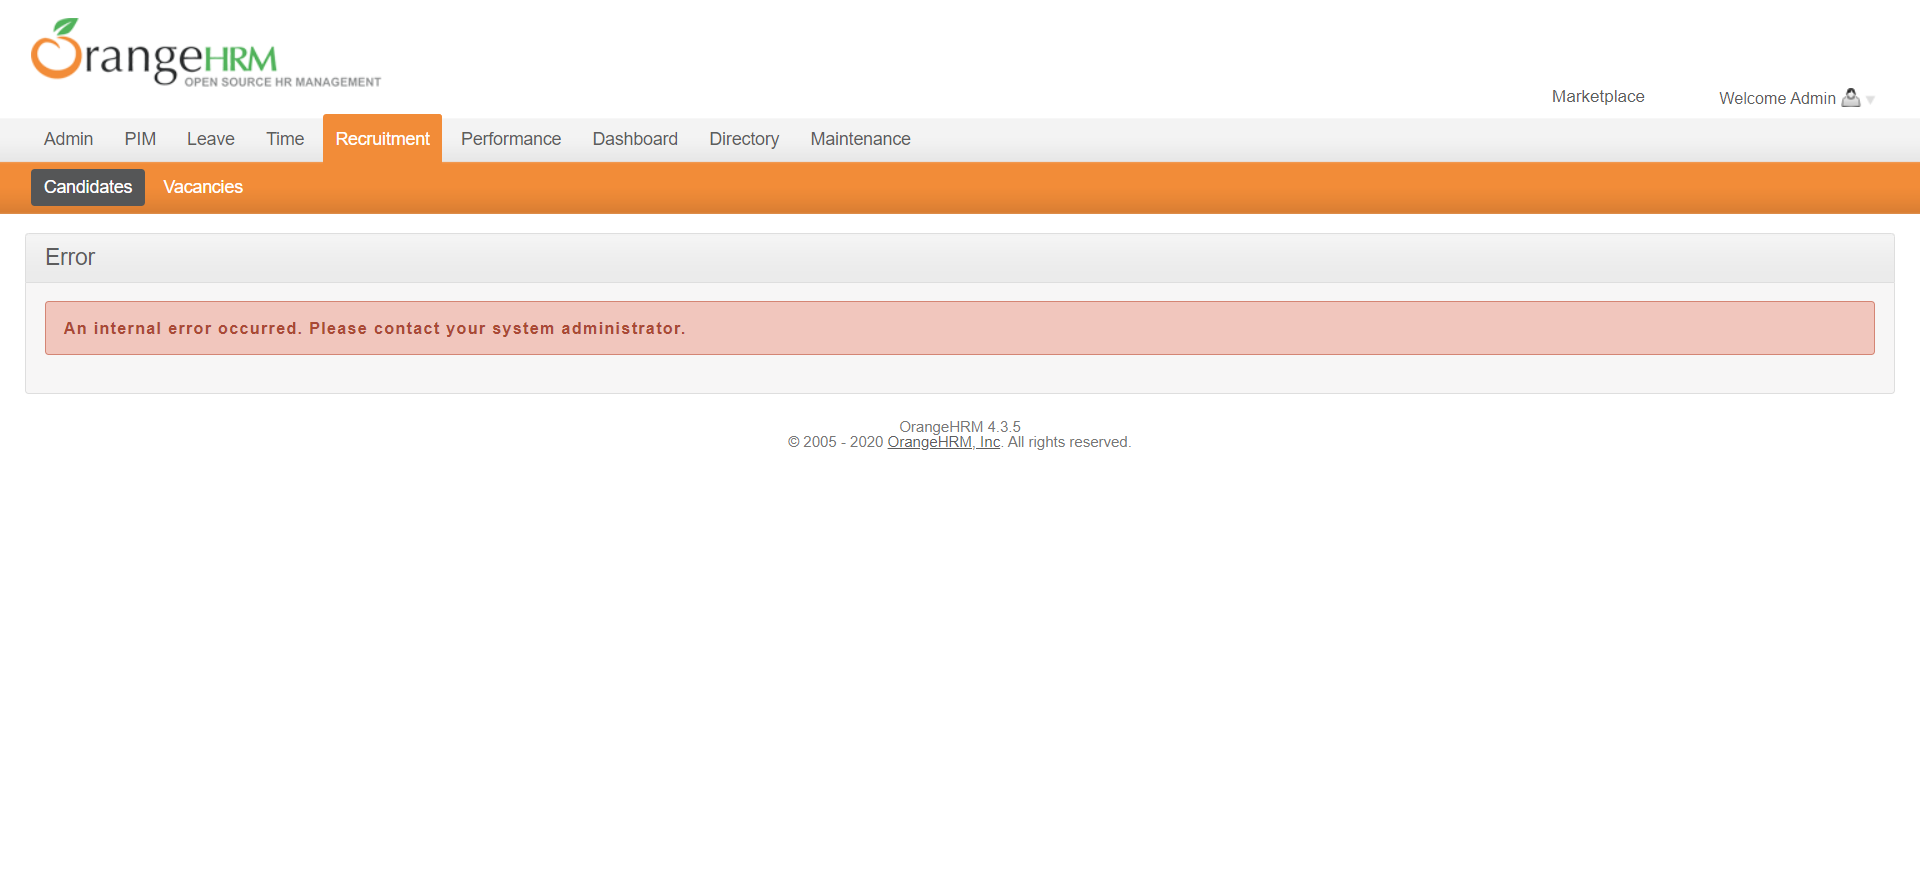 OrangeHRM
OPEN SOURCE HR MANAGEMENT
Marketplace
Welcome Admin
Admin PIM Leave Time Recruitment Performance Dashboard Directory Maintenance
Candidates Vacancies
Error
An internal error occurred. Please contact your system administrator.
OrangeHRM 4.3.5
© 2005 - 2020 OrangeHRM, Inc. All rights reserved.